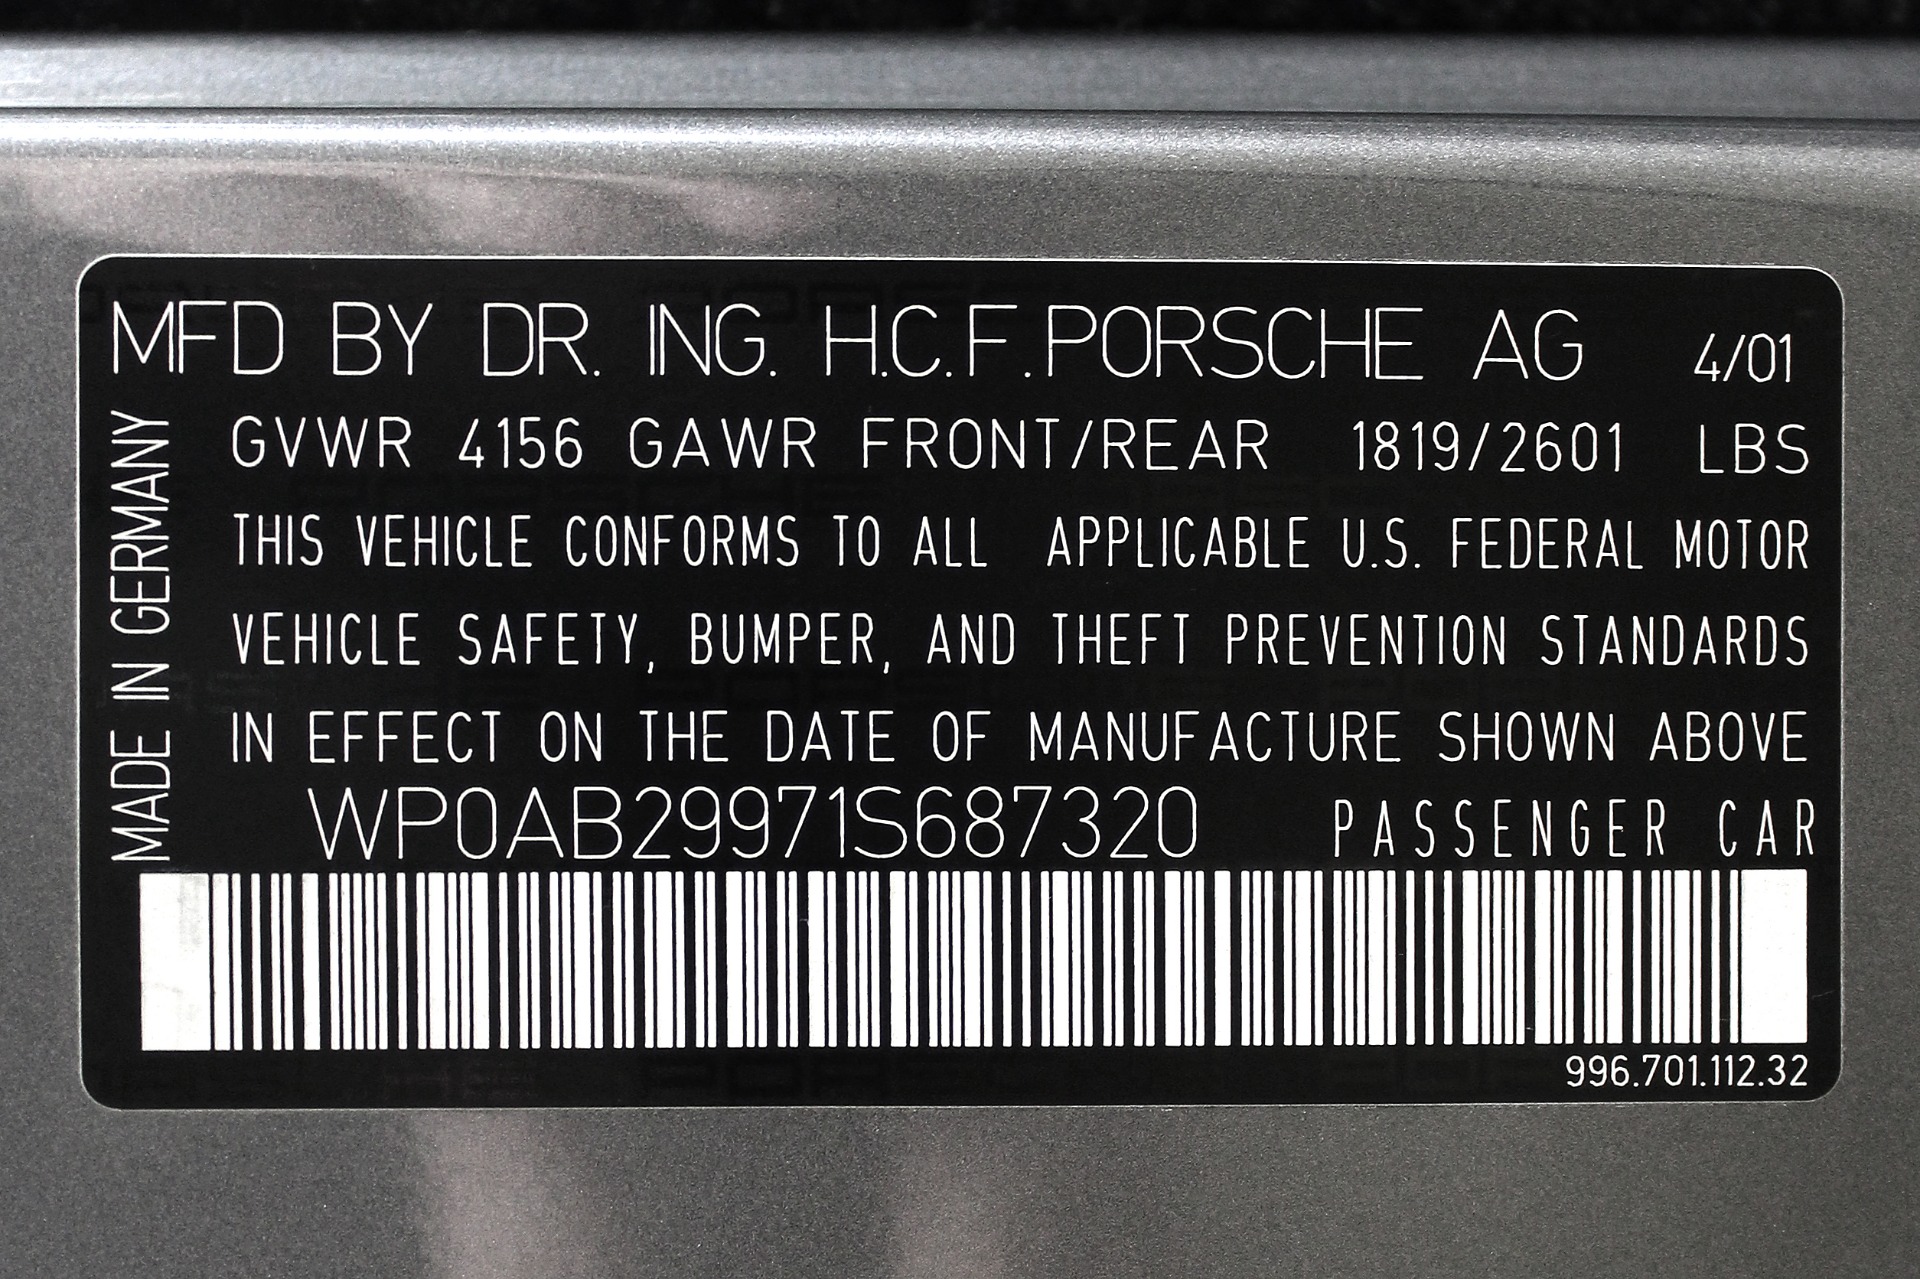 MFD BY DR. ING. H.C.F.PORSCHE AG 4/01
MADE IN GERMANY
GVWR 4156 GAWR FRONT/REAR 1819/2601 LBS
THIS VEHICLE CONFORMS TO ALL APPLICABLE U.S. FEDERAL MOTOR
VEHICLE SAFETY, BUMPER, AND THEFT PREVENTION STANDARDS
IN EFFECT ON THE DATE OF MANUFACTURE SHOWN ABOVE
WP0AB29971S687320 PASSENGER CAR
996.701.112.32